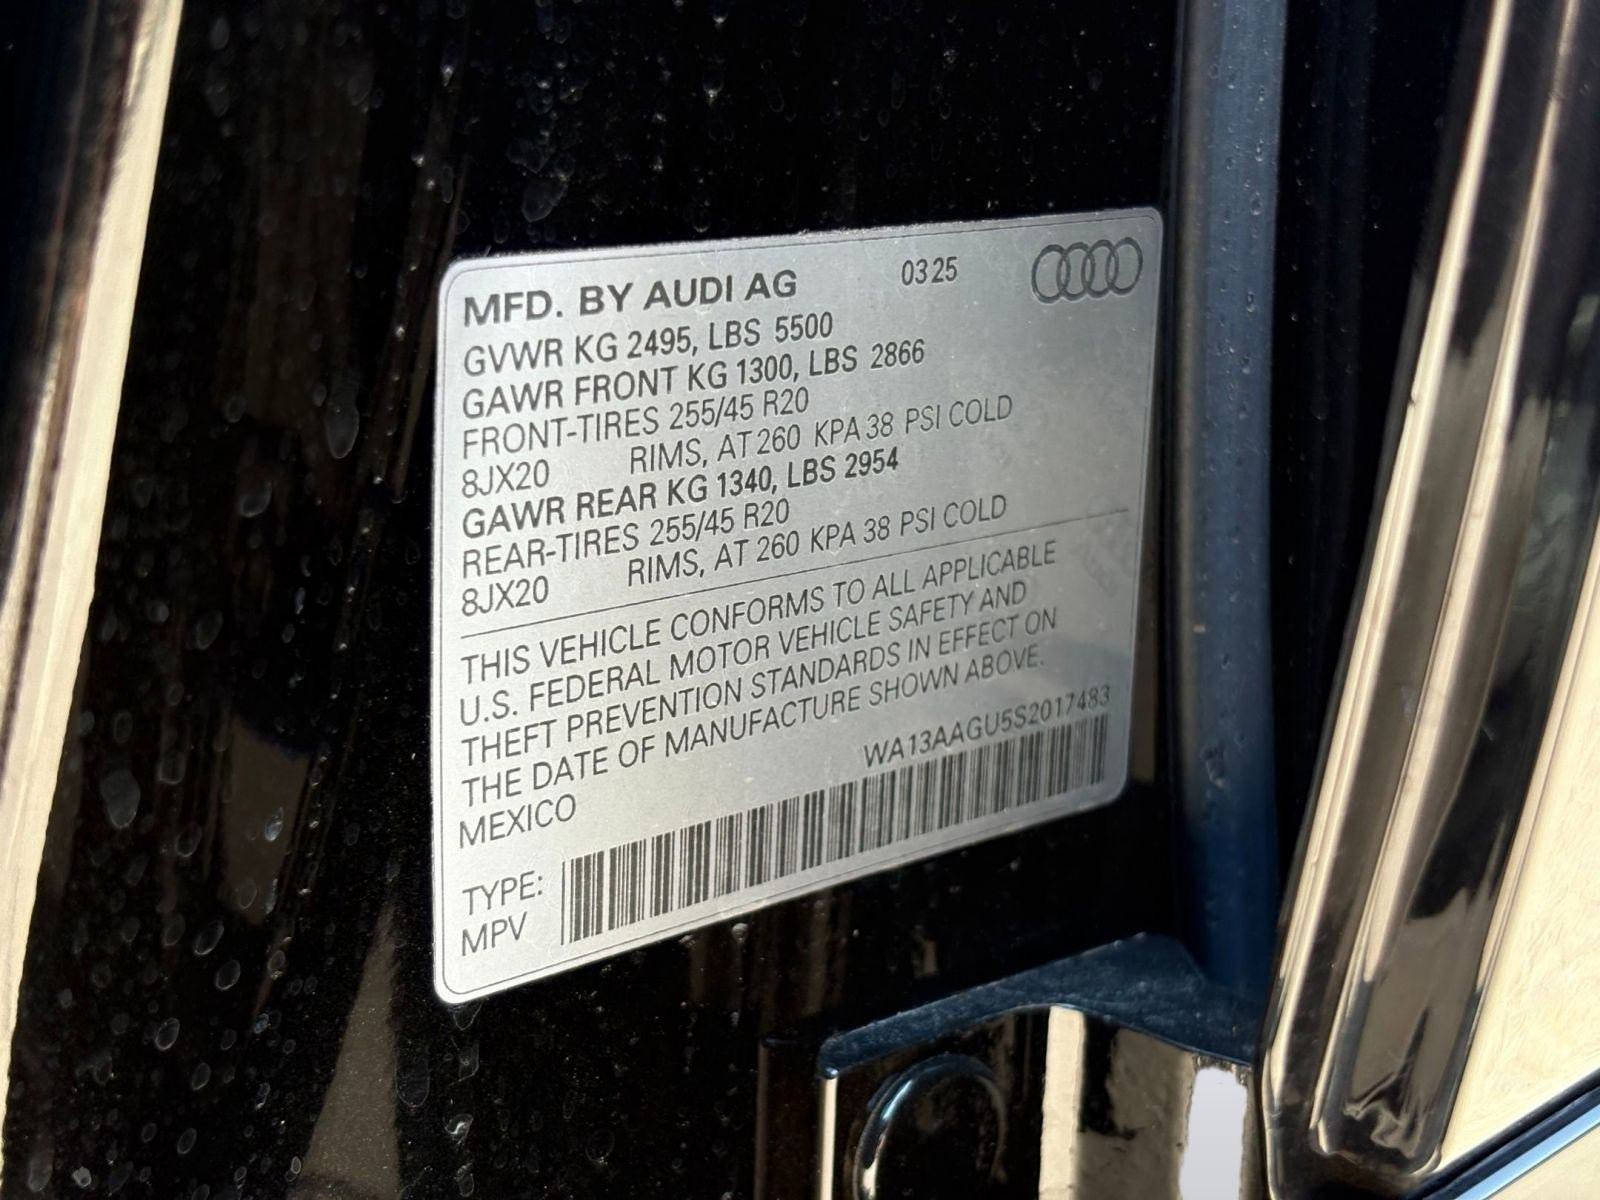 MFD. BY AUDI AG 03 25
GVWR KG 2495, LBS 5500
GAWR FRONT KG 1300, LBS 2866
FRONT-TIRES 255/45 R20
8JX20 RIMS, AT 260 KPA 38 PSI COLD
GAWR REAR KG 1340, LBS 2954
REAR-TIRES 255/45 R20
8JX20 RIMS, AT 260 KPA 38 PSI COLD
THIS VEHICLE CONFORMS TO ALL APPLICABLE
U.S. FEDERAL MOTOR VEHICLE SAFETY AND
THEFT PREVENTION STANDARDS IN EFFECT ON
THE DATE OF MANUFACTURE SHOWN ABOVE.
MEXICO WA13AAGU5S2017483
TYPE:
MPV